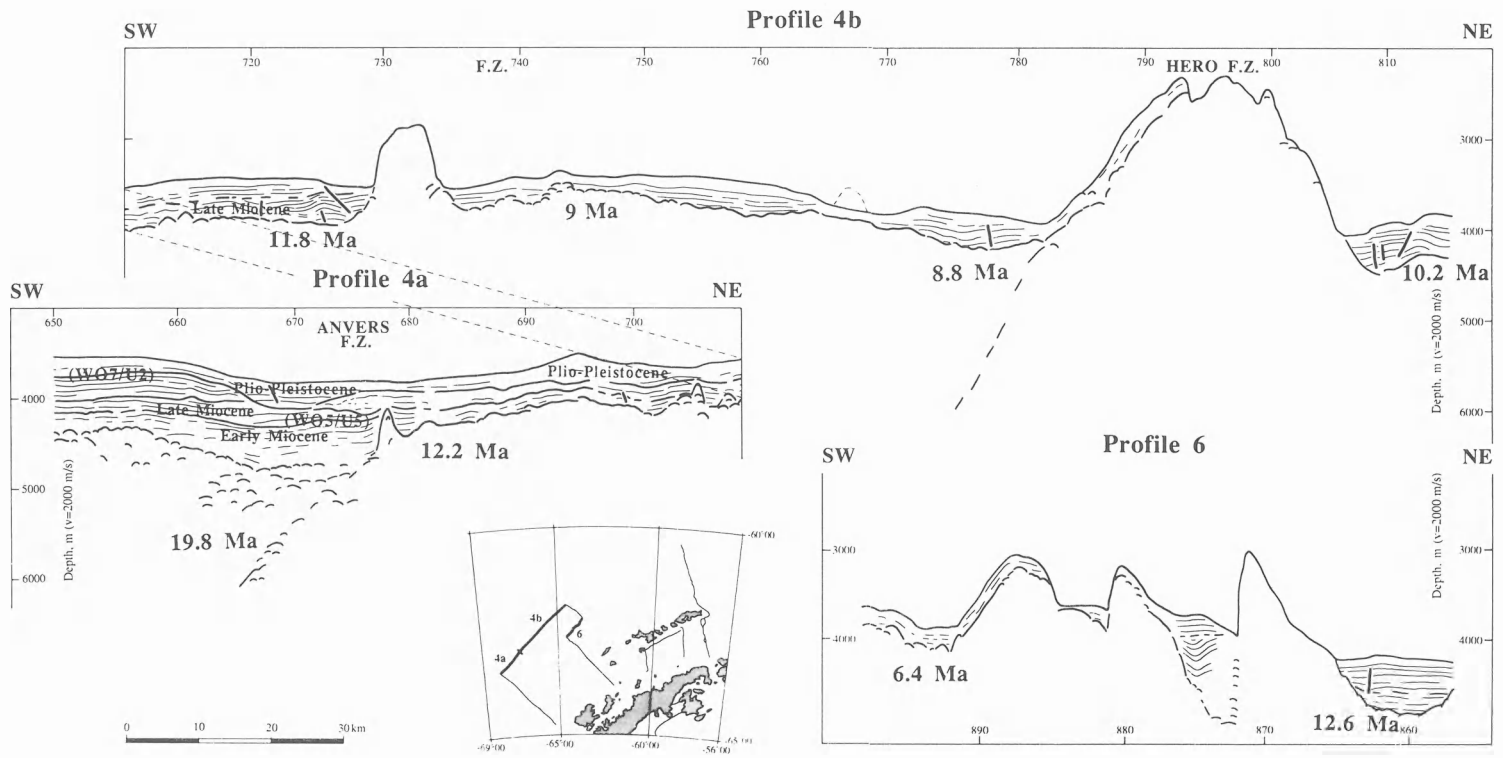 Profile 4b
SW
NE
720 730 740 750 760 770 780 790 800 810
F.Z.
HERO F.Z.
3000
4000
5000
6000
Depth, m (v=2000 m/s)
Late Miocene
11.8 Ma
9 Ma
8.8 Ma
10.2 Ma
Profile 4a
SW
NE
650 660 670 680 690 700
ANVERS
F.Z.
(WO7/U2)
Plio-Pleistocene
Plio-Pleistocene
Late Miocene
(WO5/U5)
Early Miocene
4000
5000
6000
Depth, m (v=2000 m/s)
12.2 Ma
19.8 Ma
Profile 6
SW
NE
3000
4000
3000
4000
Depth, m (v=2000 m/s)
6.4 Ma
12.6 Ma
890 880 870 860
-60°00
4b
6
4a
-69°00 -65°00 -60°00 -56°00
-65°00
0 10 20 30 km